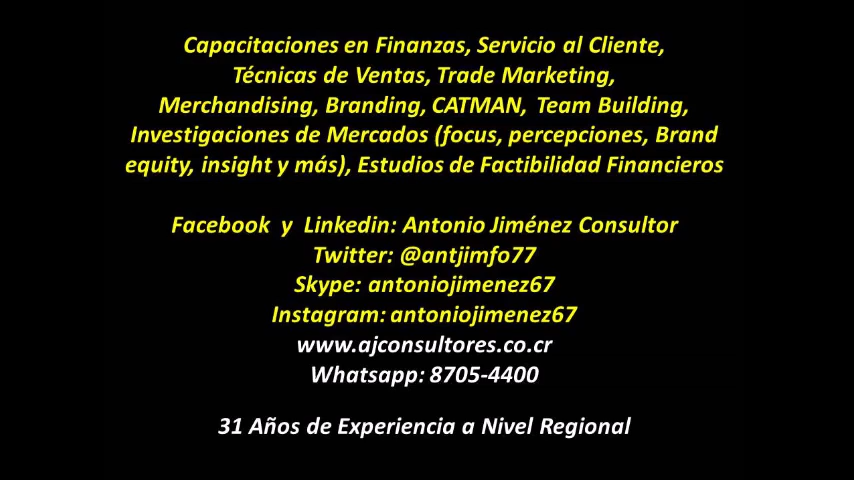 Capacitaciones en Finanzas, Servicio al Cliente,
Técnicas de Ventas, Trade Marketing,
Merchandising, Branding, CATMAN, Team Building,
Investigaciones de Mercados (focus, percepciones, Brand
equity, insight y más), Estudios de Factibilidad Financieros
Facebook y Linkedin: Antonio Jiménez Consultor
Twitter: @antjimfo77
Skype: antoniojimenez67
Instagram: antoniojimenez67
www.ajconsultores.co.cr
Whatsapp: 8705-4400
31 Años de Experiencia a Nivel Regional